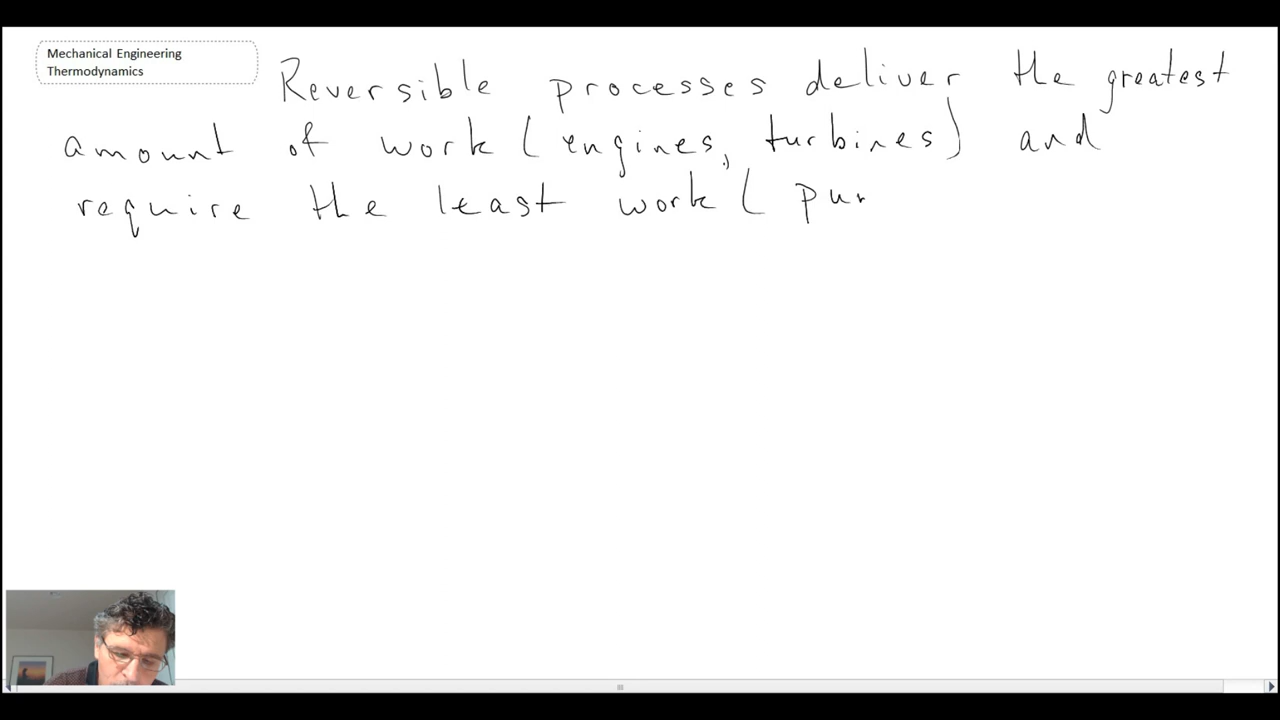 Mechanical Engineering
Thermodynamics
Reversible processes deliver the greatest
amount of work (engines, turbines) and
require the least work (